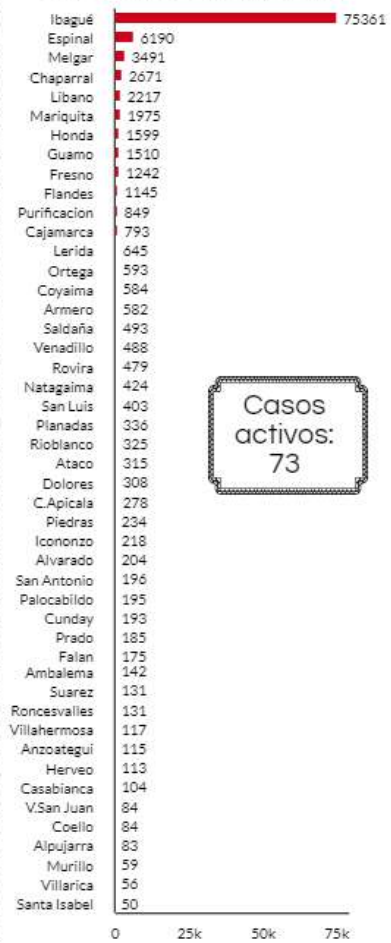 Ibagué 75361
Espinal 6190
Melgar 3491
Chaparral 2671
Libano 2217
Mariquita 1975
Honda 1599
Guamo 1510
Fresno 1242
Flandes 1145
Purificacion 849
Cajamarca 793
Lerida 645
Ortega 593
Coyaima 584
Armero 582
Saldaña 493
Venadillo 488
Rovira 479
Natagaima 424
San Luis 403
Planadas 336
Rioblanco 325
Ataco 315
Dolores 308
C.Apicala 278
Piedras 234
Icononzo 218
Alvarado 204
San Antonio 196
Palocabildo 195
Cunday 193
Prado 185
Falan 175
Ambalema 142
Suarez 131
Roncesvalles 131
Villahermosa 117
Anzoategui 115
Herveo 113
Casabianca 104
V.San Juan 84
Coello 84
Alpujarra 83
Murillo 59
Villarica 56
Santa Isabel 50
0 25k 50k 75k
Casos
activos:
73